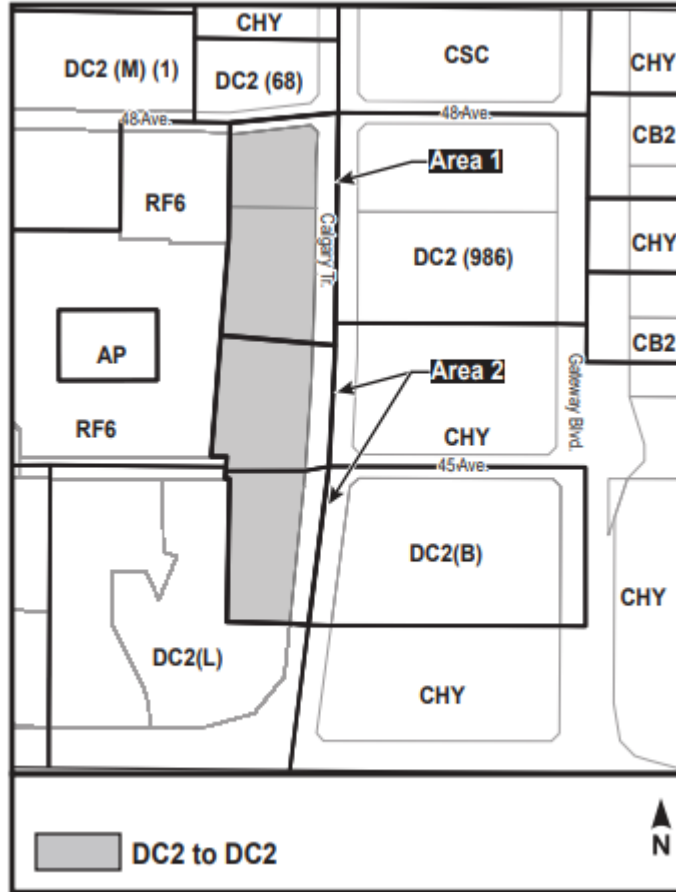 CHY
CSC
CHY
DC2 (M) (1)
DC2 (68)
48 Ave.
48 Ave.
CB2
Area 1
RF6
Calgary Tr.
DC2 (986)
CHY
CB2
AP
Area 2
Gateway Blvd.
RF6
CHY
45 Ave.
DC2(B)
CHY
DC2(L)
CHY
DC2 to DC2
N